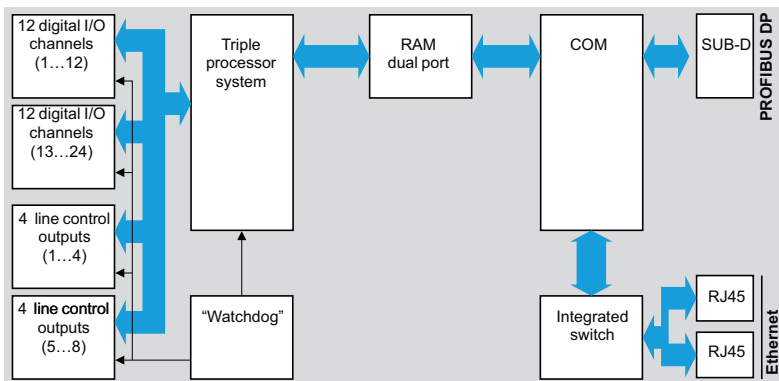 12 digital I/O
channels
(1…12)
12 digital I/O
channels
(13…24)
4 line control
outputs
(1…4)
4 line control
outputs
(5…8)
Triple
processor
system
"Watchdog"
RAM
dual port
COM
Integrated
switch
SUB-D
PROFIBUS DP
RJ45
RJ45
Ethernet